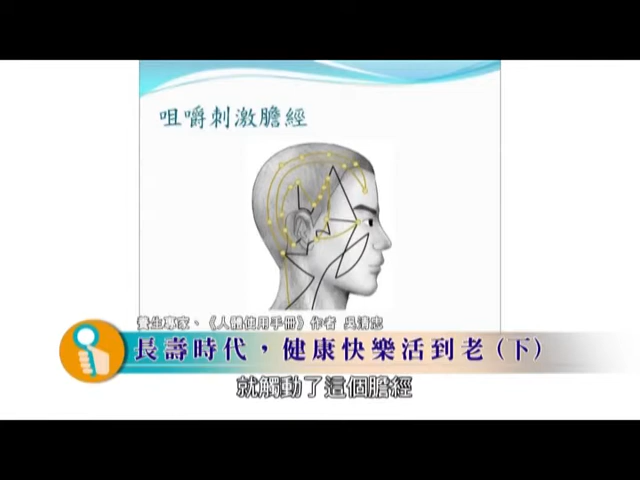 咀嚼刺激膽經
養生專家、《人體使用手冊》作者 吳清忠
長壽時代，健康快樂活到老（下）
就觸動了這個膽經